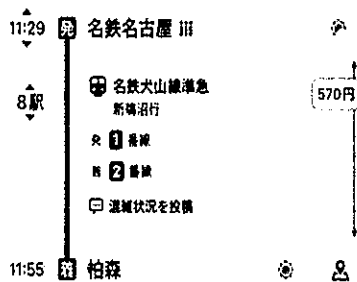 11:29 発 名鉄名古屋
名鉄犬山線準急
新鵜沼行
8駅
570円
発 1 番線
着 2 番線
混雑状況を投稿
11:55 着 柏森